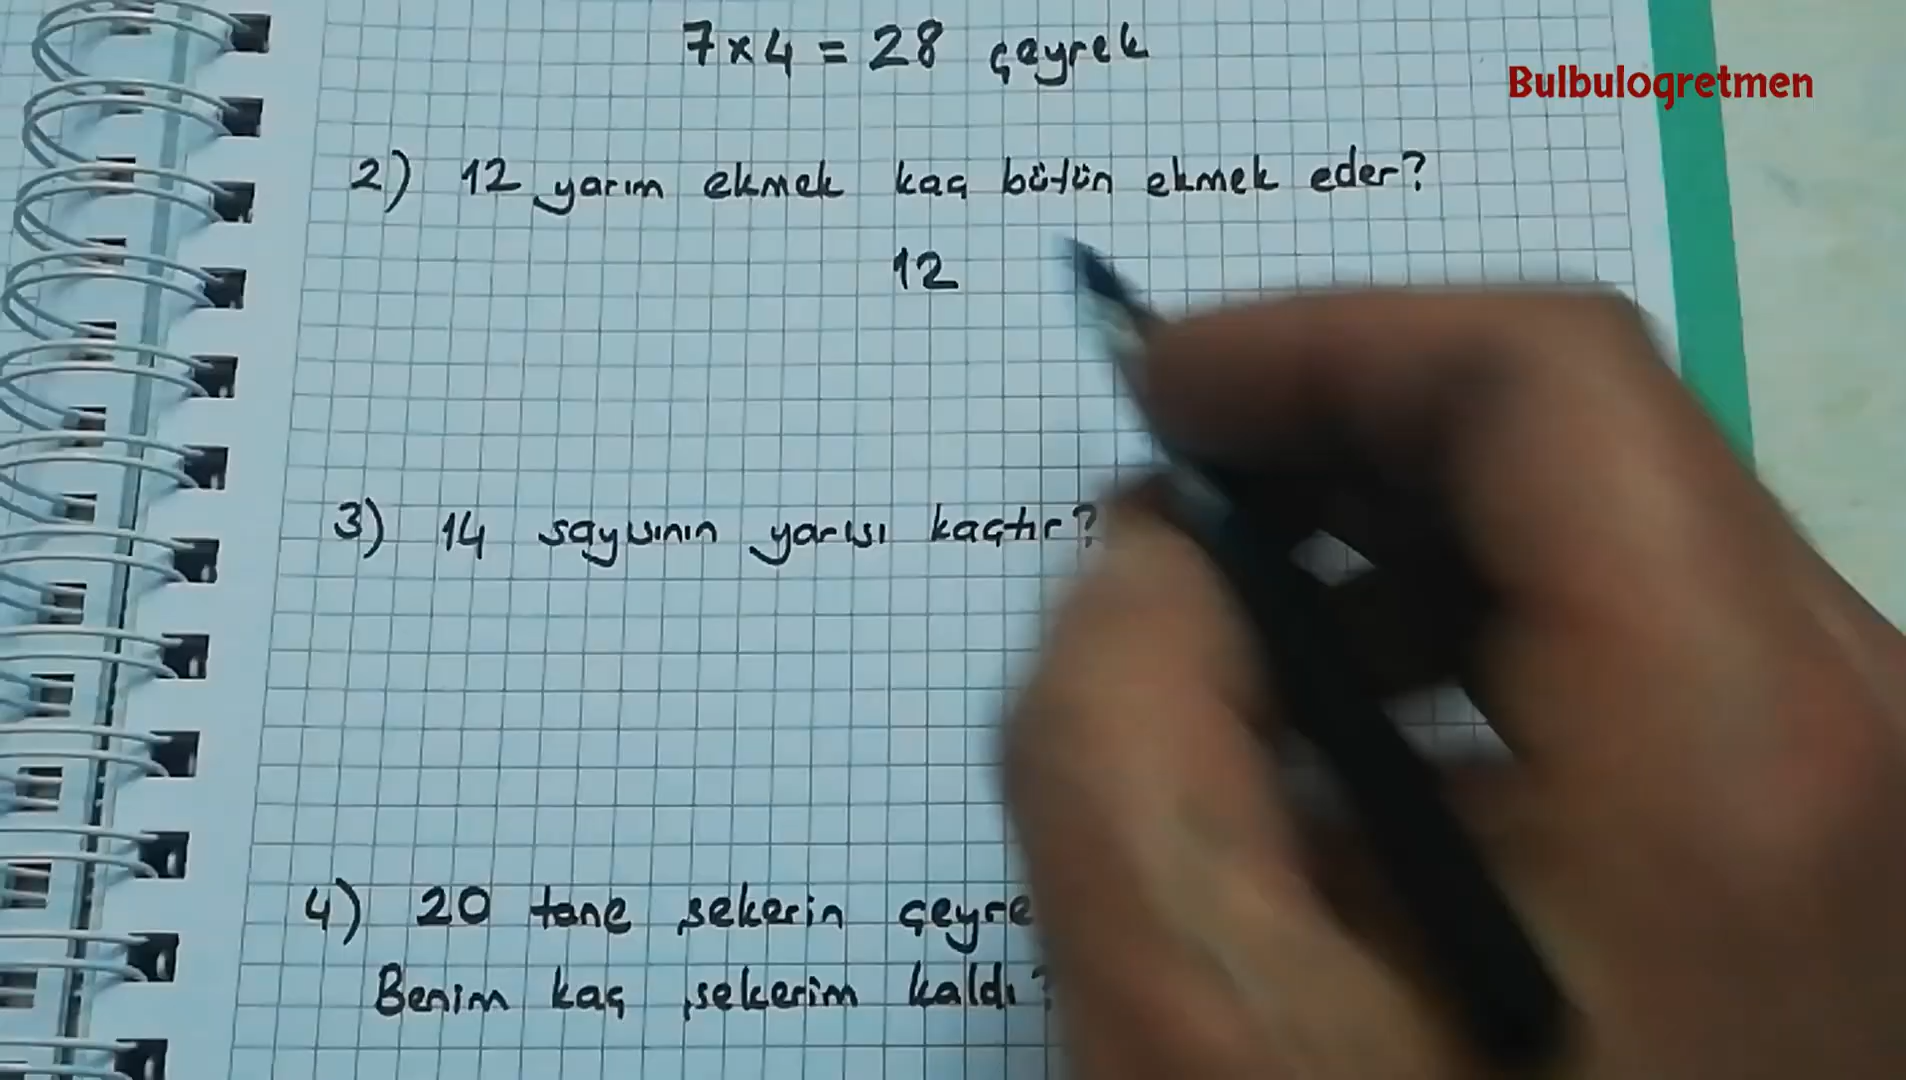 7x4 = 28 çeyrek
Bulbulogretmen
2) 12 yarım ekmek kaç bütün ekmek eder?
12
3) 14 sayısının yarısı kaçtır?
4) 20 tane şekerin
Benim kaç şekerim kaldı?